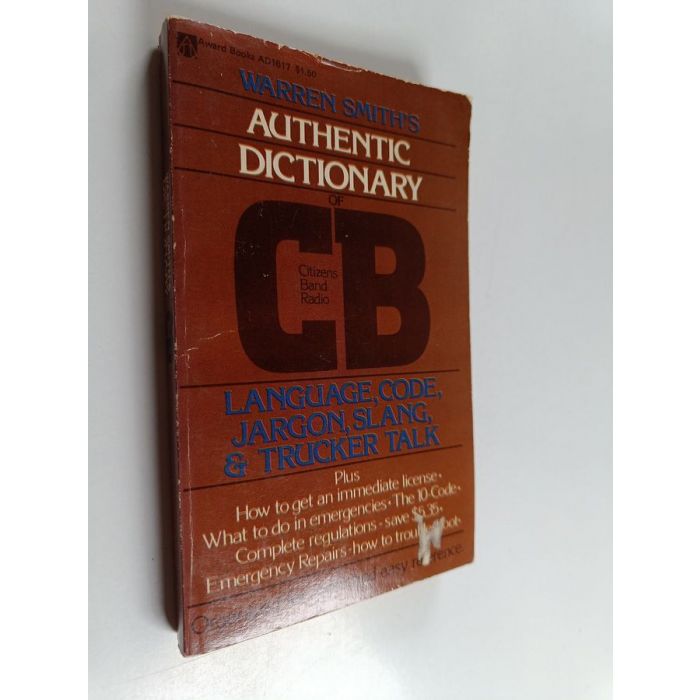 Award Books AD1617 $1.50
WARREN SMITH'S
AUTHENTIC
DICTIONARY
OF
CB
Citizens
Band
Radio
LANGUAGE, CODE,
JARGON, SLANG,
& TRUCKER TALK
Plus
How to get an immediate license •
What to do in emergencies • The 10-Code •
Complete regulations - save $5.35 •
Emergency Repairs - how to
easy reference